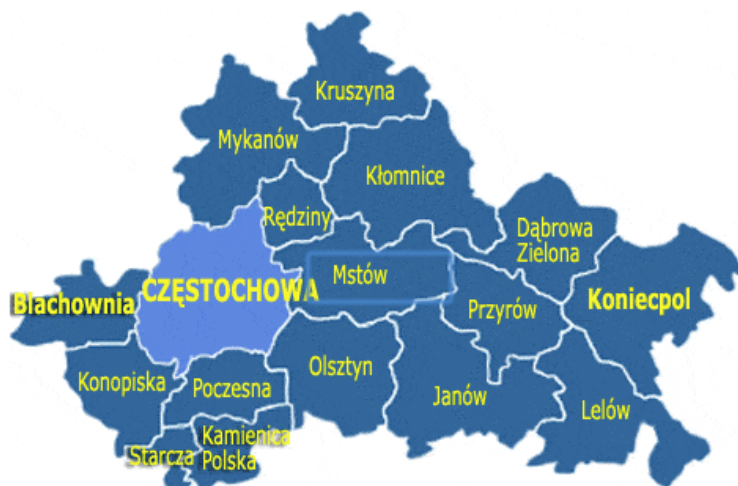 Kruszyna
Mykanów
Kłomnice
Rędziny
Dąbrowa
Zielona
Mstów
CZĘSTOCHOWA
Blachownia
Koniecpol
Przyrów
Olsztyn
Konopiska
Poczesna
Janów
Lelów
Kamienica
Polska
Starcza